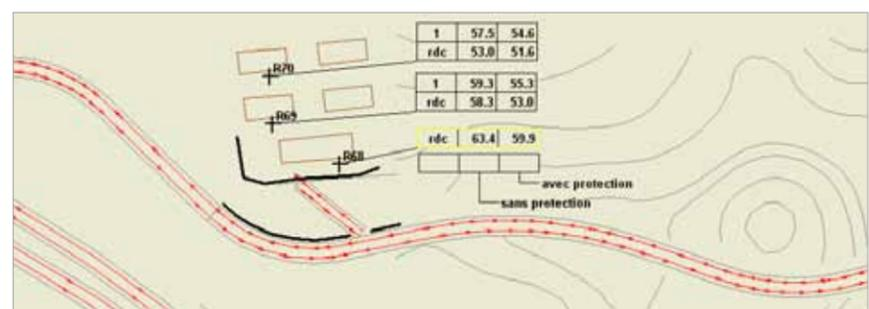 1 57.5 54.6
rdc 53.0 51.6
R70
1 59.3 55.3
rdc 58.3 53.0
R69
rdc 63.4 59.9
R68
avec protection
sans protection